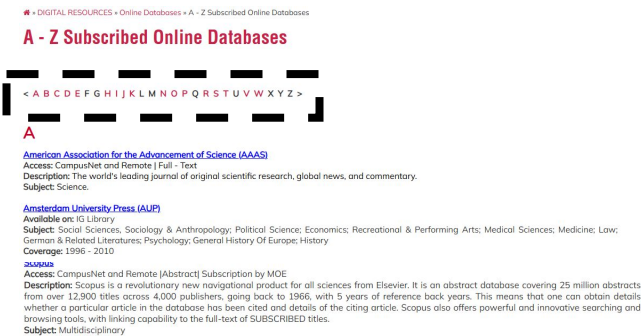 » DIGITAL RESOURCES » Online Databases » A - Z Subscribed Online Databases
A - Z Subscribed Online Databases
< A B C D E F G H I J K L M N O P Q R S T U V W X Y Z >
A
American Association for the Advancement of Science (AAAS)
Access: CampusNet and Remote | Full - Text
Description: The world's leading journal of original scientific research, global news, and commentary.
Subject: Science.
Amsterdam University Press (AUP)
Available on: IG Library
Subject: Social Sciences, Sociology & Anthropology; Political Science; Economics; Recreational & Performing Arts; Medical Sciences; Medicine; Law;
German & Related Literatures; Psychology; General History Of Europe; History
Coverage: 1996 - 2010
Scopus
Access: CampusNet and Remote |Abstract| Subscription by MOE
Description: Scopus is a revolutionary new navigational product for all sciences from Elsevier. It is an abstract database covering 25 million abstracts
from over 12,900 titles across 4,000 publishers, going back to 1966, with 5 years of reference back years. This means that one can obtain details
whether a particular article in the database has been cited and details of the citing article. Scopus also offers powerful and innovative searching and
browsing tools, with linking capability to the full-text of SUBSCRIBED titles.
Subject: Multidisciplinary